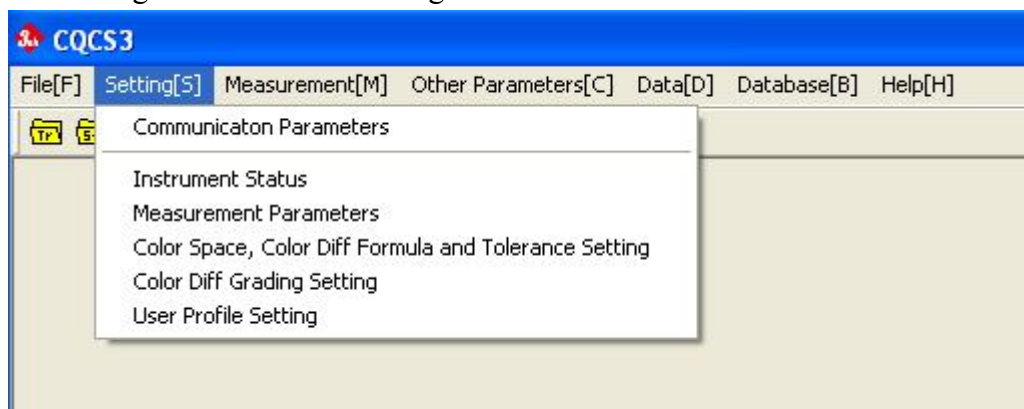 CQCS3
File[F] Setting[S] Measurement[M] Other Parameters[C] Data[D] Database[B] Help[H]
Tr
Communicaton Parameters
Instrument Status
Measurement Parameters
Color Space, Color Diff Formula and Tolerance Setting
Color Diff Grading Setting
User Profile Setting